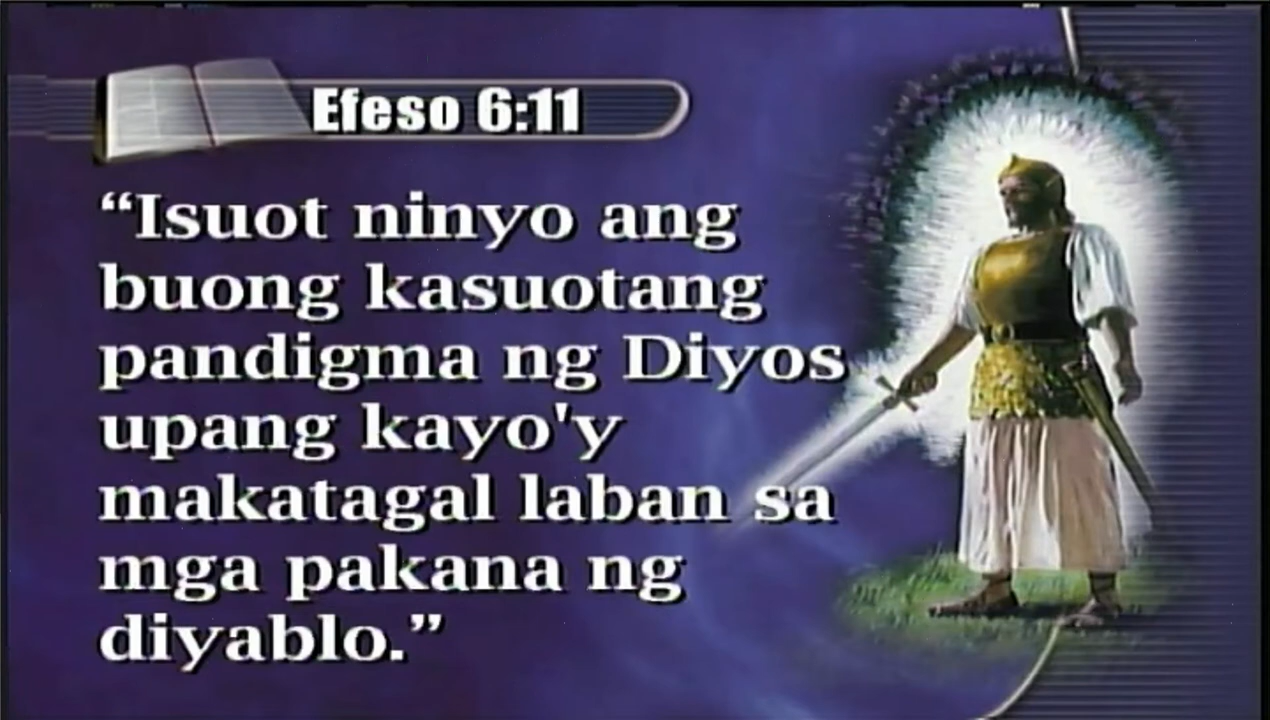 Efeso 6:11
“Isuot ninyo ang
buong kasuotang
pandigma ng Diyos
upang kayo'y
makatagal laban sa
mga pakana ng
diyablo.”